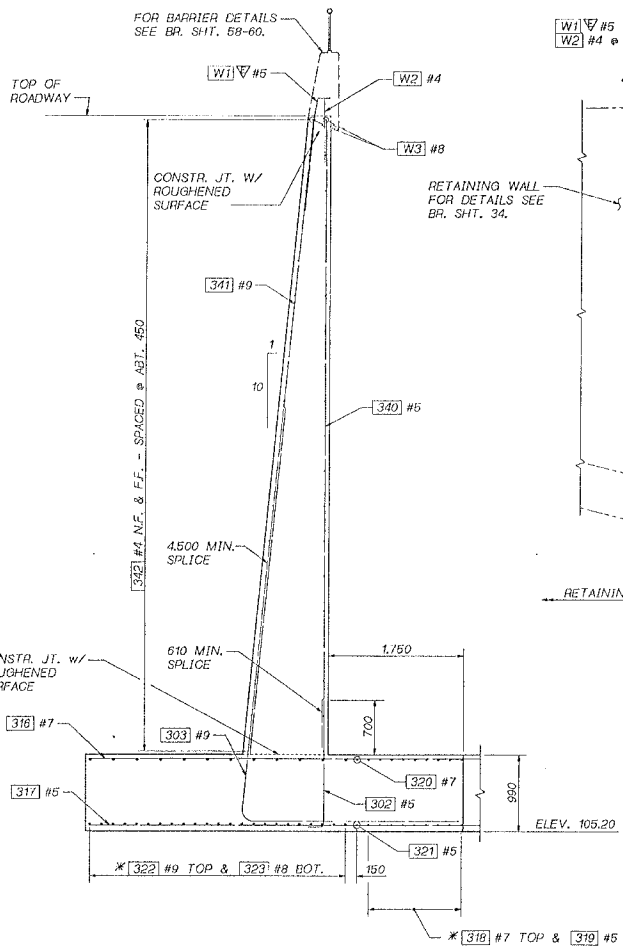 FOR BARRIER DETAILS
SEE BR. SHT. 58-60.
W1 E #5
W2 #4
W1 E #5
W2 #4 @
TOP OF
ROADWAY
W3 #8
CONSTR. JT. W/
ROUGHENED
SURFACE
RETAINING WALL
FOR DETAILS SEE
BR. SHT. 34.
341 #9
1
10
340 #5
342 #4 N.F. & F.F. - SPACED @ ABT. 450
4.500 MIN.
SPLICE
RETAININ
610 MIN.
SPLICE
1.750
NSTR. JT. W/
UGHENED
RFACE
700
316 #7
303 #9
320 #7
990
317 #5
302 #5
ELEV. 105.20
321 #5
* 322 #9 TOP & 323 #8 BOT.
150
* 318 #7 TOP & 319 #5